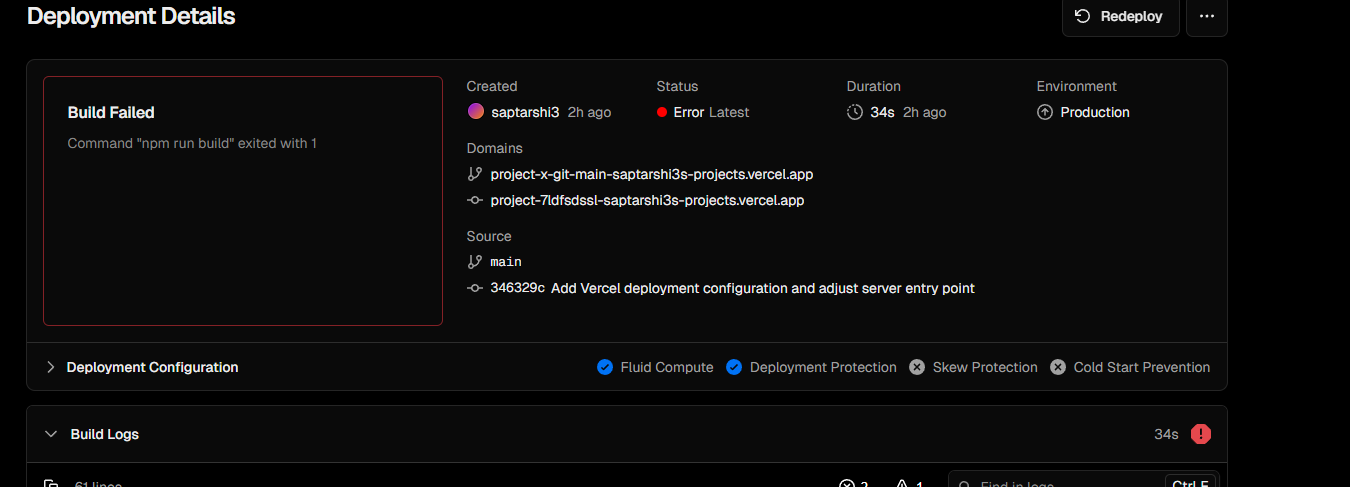 Deployment Details
Redeploy
Build Failed
Command "npm run build" exited with 1
Created
saptarshi3 2h ago
Status
Error Latest
Duration
34s 2h ago
Environment
Production
Domains
project-x-git-main-saptarshi3s-projects.vercel.app
project-7ldfsdssl-saptarshi3s-projects.vercel.app
Source
main
346329c Add Vercel deployment configuration and adjust server entry point
Deployment Configuration
Fluid Compute
Deployment Protection
Skew Protection
Cold Start Prevention
Build Logs
34s
61 lines
2
1
Find in logs
Ctrl F